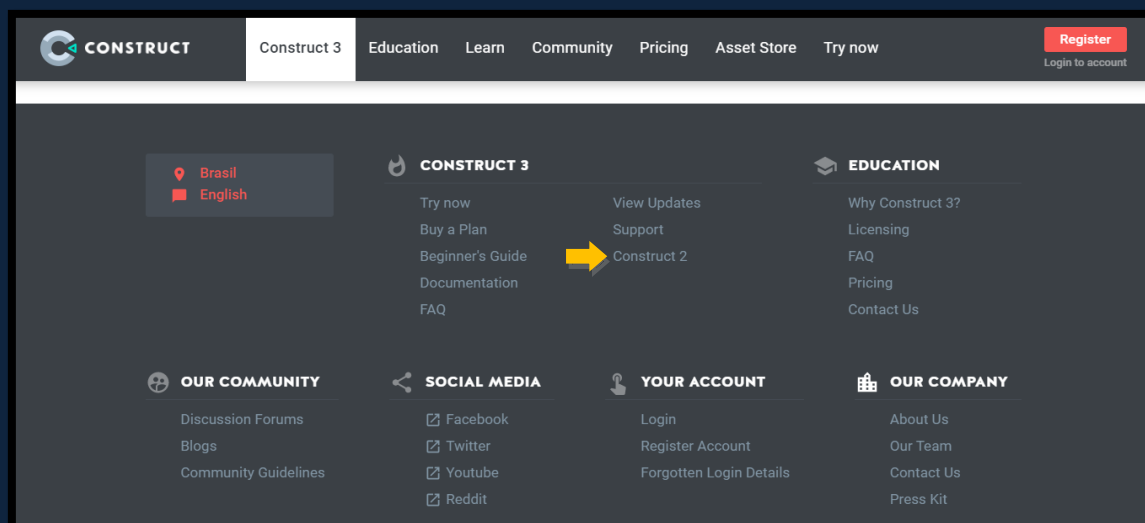 CONSTRUCT
Construct 3 Education Learn Community Pricing Asset Store Try now
Register
Login to account
Brasil
English
CONSTRUCT 3
Try now
Buy a Plan
Beginner's Guide
Documentation
FAQ
View Updates
Support
Construct 2
EDUCATION
Why Construct 3?
Licensing
FAQ
Pricing
Contact Us
OUR COMMUNITY
Discussion Forums
Blogs
Community Guidelines
SOCIAL MEDIA
Facebook
Twitter
Youtube
Reddit
YOUR ACCOUNT
Login
Register Account
Forgotten Login Details
OUR COMPANY
About Us
Our Team
Contact Us
Press Kit